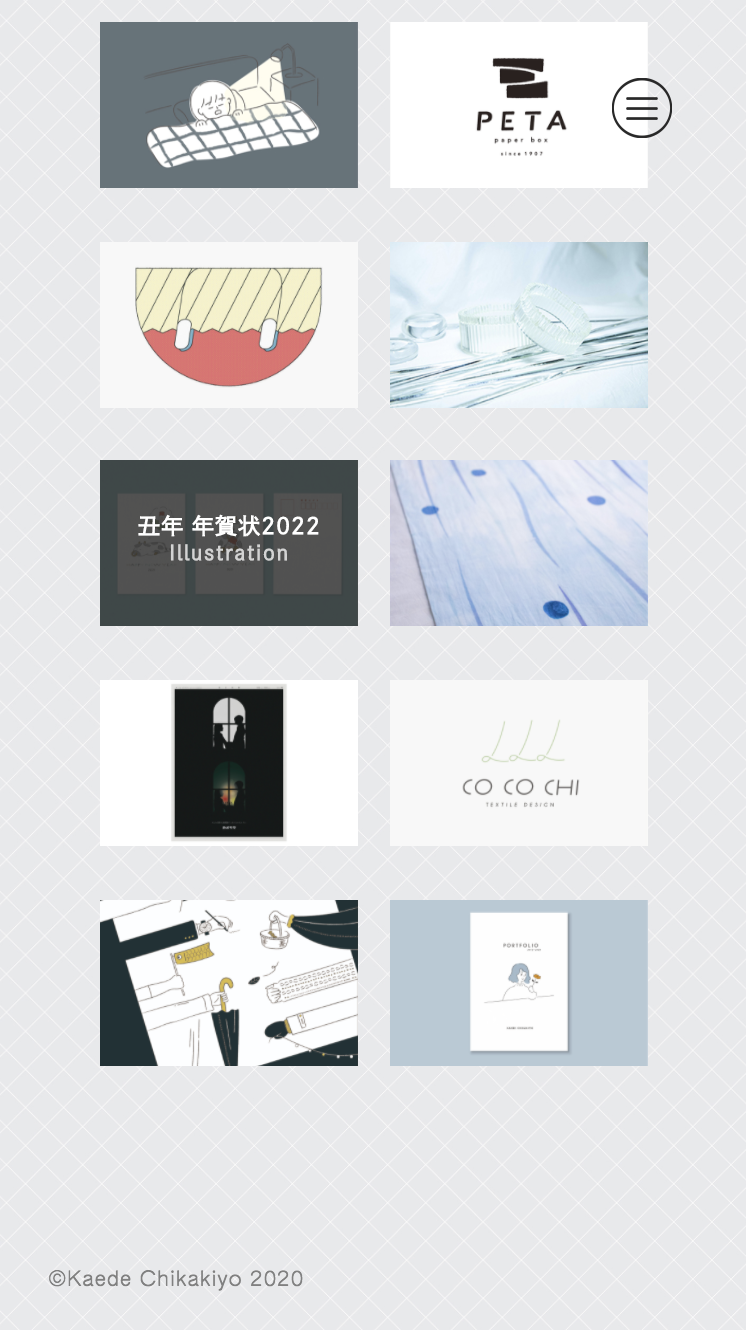 PETA
paper box
since 1907
丑年 年賀状2022
Illustration
CO CO CHI
TEXTILE DESIGN
PORTFOLIO
©Kaede Chikakiyo 2020